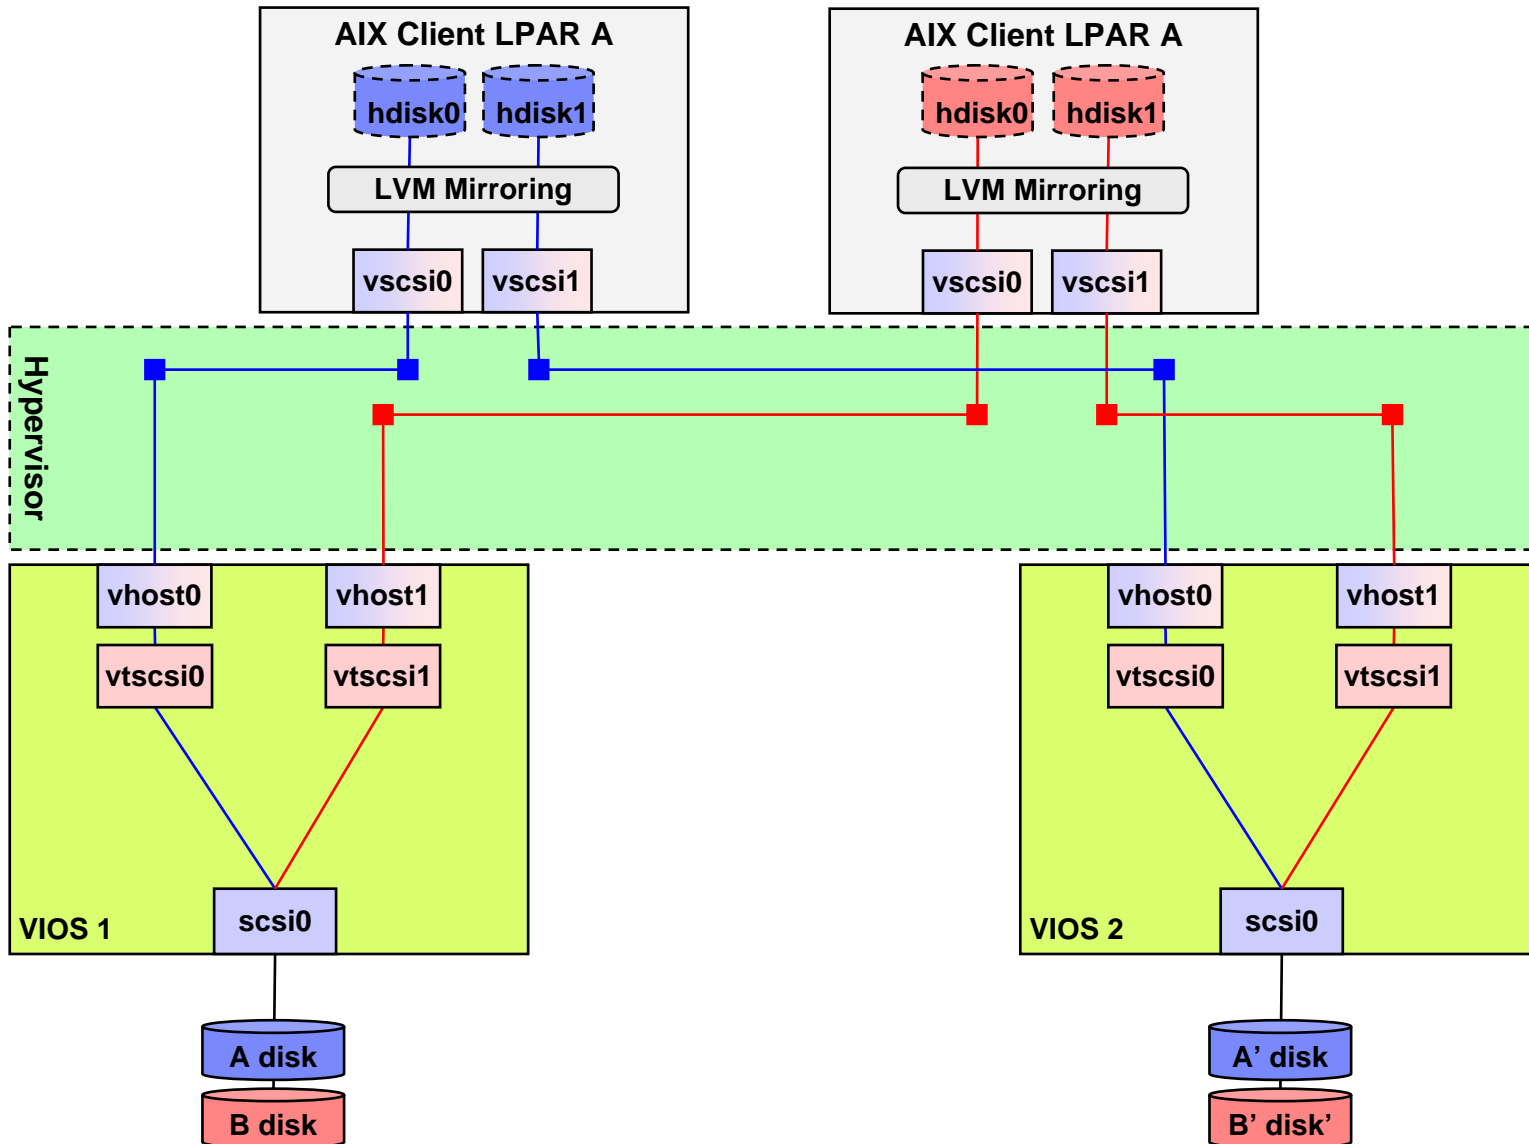 AIX Client LPAR A
hdisk0 hdisk1
LVM Mirroring
vscsi0 vscsi1
AIX Client LPAR A
hdisk0 hdisk1
LVM Mirroring
vscsi0 vscsi1
Hypervisor
vhost0 vhost1
vtscsi0 vtscsi1
scsi0
VIOS 1
A disk
B disk
vhost0 vhost1
vtscsi0 vtscsi1
scsi0
VIOS 2
A’ disk
B’ disk’